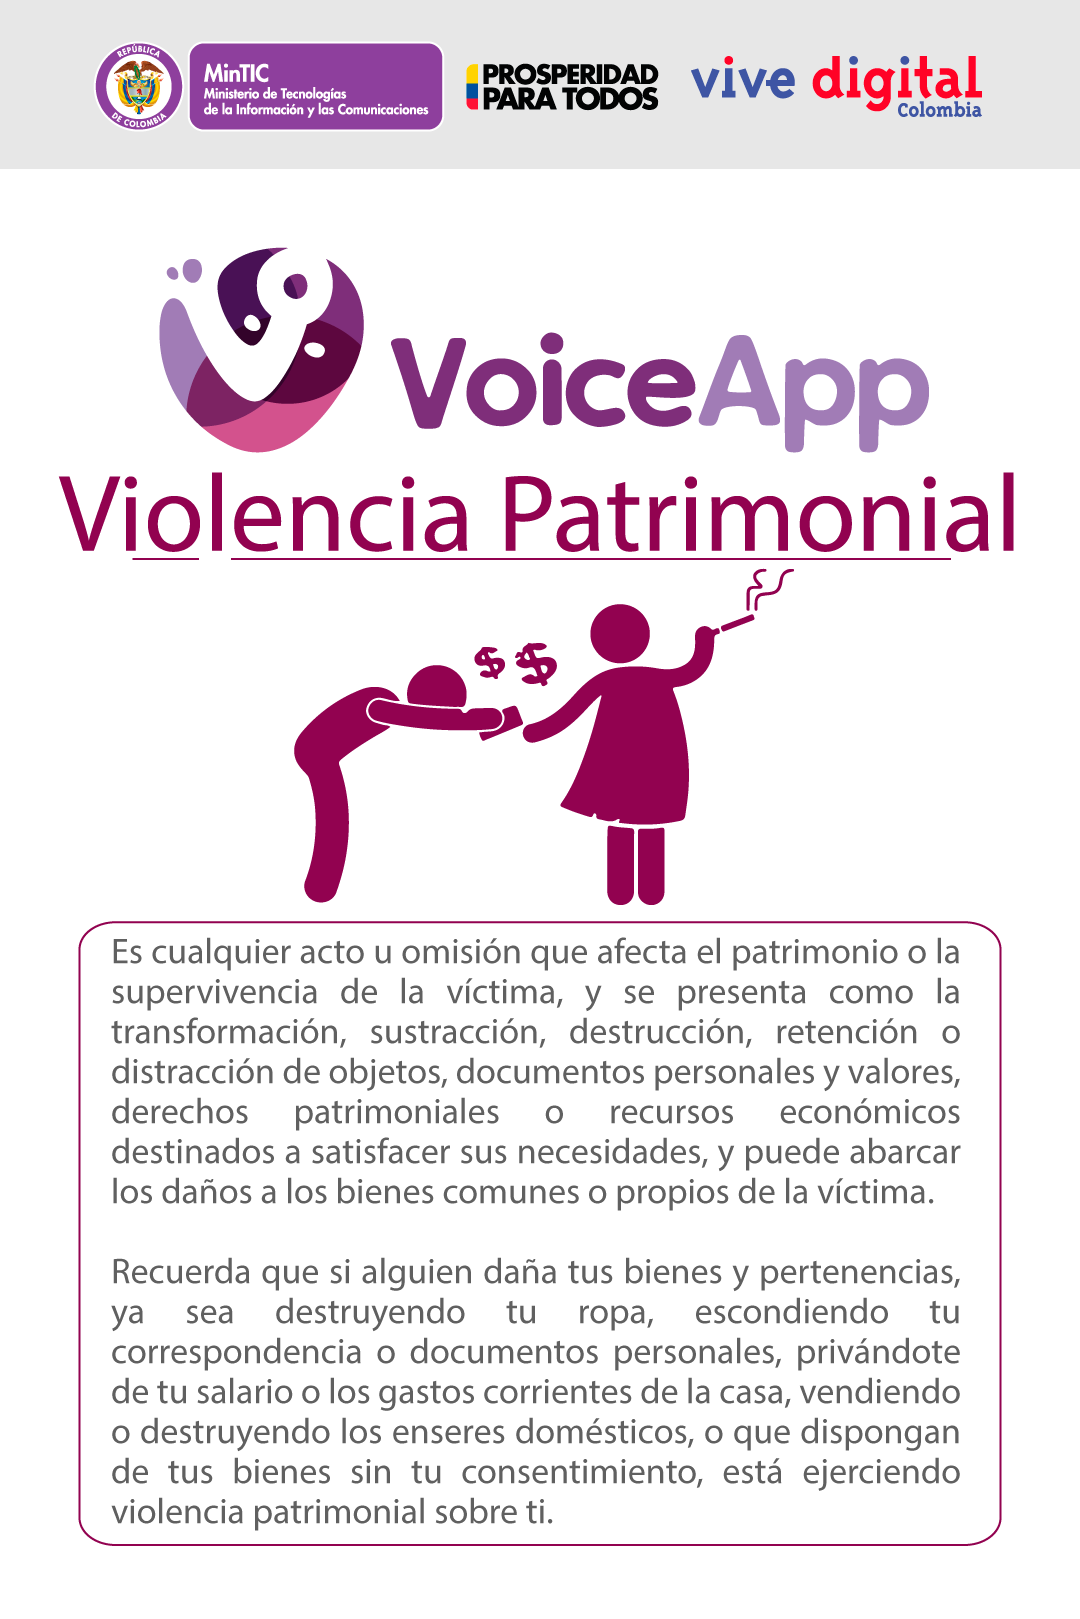 REPÚBLICA
DE COLOMBIA
MinTIC
Ministerio de Tecnologías
de la Información y las Comunicaciones
PROSPERIDAD
PARA TODOS
vive digital
Colombia
VoiceApp
Violencia Patrimonial
$ $
Es cualquier acto u omisión que afecta el patrimonio o la
supervivencia de la víctima, y se presenta como la
transformación, sustracción, destrucción, retención o
distracción de objetos, documentos personales y valores,
derechos patrimoniales o recursos económicos
destinados a satisfacer sus necesidades, y puede abarcar
los daños a los bienes comunes o propios de la víctima.
Recuerda que si alguien daña tus bienes y pertenencias,
ya sea destruyendo tu ropa, escondiendo tu
correspondencia o documentos personales, privándote
de tu salario o los gastos corrientes de la casa, vendiendo
o destruyendo los enseres domésticos, o que dispongan
de tus bienes sin tu consentimiento, está ejerciendo
violencia patrimonial sobre ti.